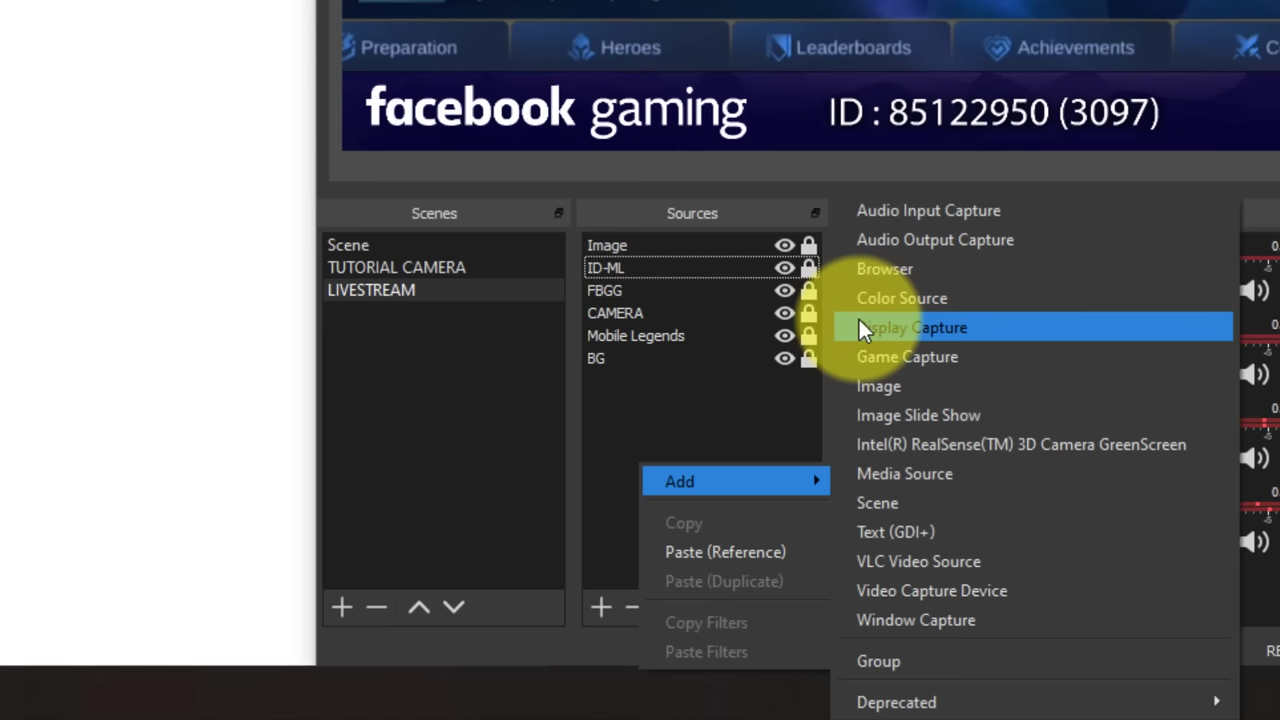 Preparation
Heroes
Leaderboards
Achievements
C
facebook gaming
ID : 85122950 (3097)
Scenes
Scene
TUTORIAL CAMERA
LIVESTREAM
Sources
Image
ID-ML
FBGG
CAMERA
Mobile Legends
BG
Add
Copy
Paste (Reference)
Paste (Duplicate)
Copy Filters
Paste Filters
Audio Input Capture
Audio Output Capture
Browser
Color Source
Display Capture
Game Capture
Image
Image Slide Show
Intel(R) RealSense(TM) 3D Camera GreenScreen
Media Source
Scene
Text (GDI+)
VLC Video Source
Video Capture Device
Window Capture
Group
Deprecated